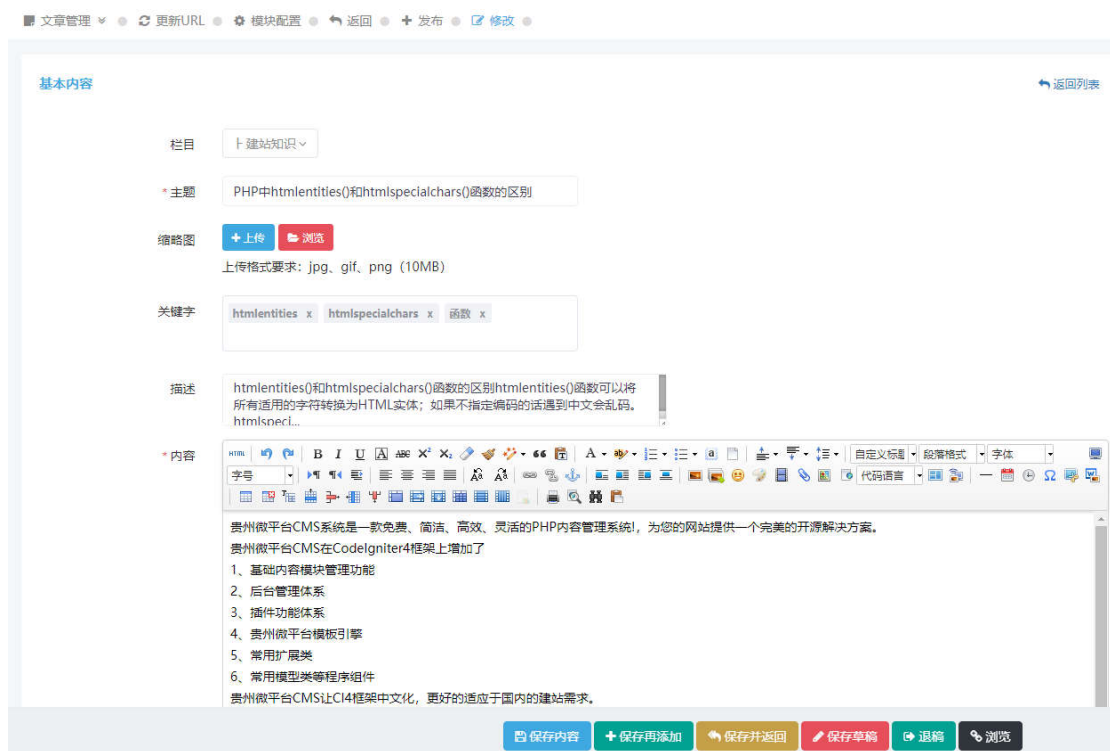 文章管理 更新URL 模块配置 返回 发布 修改
基本内容 返回列表
栏目 ├建站知识
* 主题 PHP中htmlentities()和htmlspecialchars()函数的区别
缩略图 上传 浏览
上传格式要求：jpg、gif、png（10MB）
关键字 htmlentities x htmlspecialchars x 函数 x
描述 htmlentities()和htmlspecialchars()函数的区别htmlentities()函数可以将
所有适用的字符转换为HTML实体；如果不指定编码的话遇到中文会乱码。
htmlspeci...
* 内容 HTML B I U A ABC X² X₂ A ab a 自定义标题 段落格式 字体
字号 代码语言 Ω
贵州微平台CMS系统是一款免费、简洁、高效、灵活的PHP内容管理系统!，为您的网站提供一个完美的开源解决方案。
贵州微平台CMS在CodeIgniter4框架上增加了
1、基础内容模块管理功能
2、后台管理体系
3、插件功能体系
4、贵州微平台模板引擎
5、常用扩展类
6、常用模型类等程序组件
贵州微平台CMS让CI4框架中文化，更好的适应于国内的建站需求。
保存内容 保存再添加 保存并返回 保存草稿 退稿 浏览